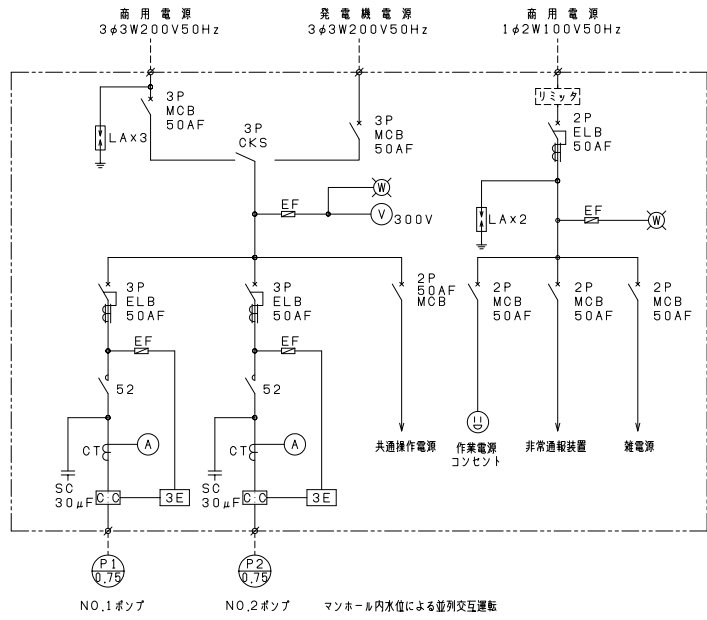 商用電源
3φ3W200V50Hz
発電機電源
3φ3W200V50Hz
商用電源
1φ2W100V50Hz
リミッタ
3P
MCB
50AF
LAx3
3P
CKS
3P
MCB
50AF
2P
ELB
50AF
W
EF
V
300V
LAx2
EF
W
3P
ELB
50AF
3P
ELB
50AF
2P
50AF
MCB
2P
MCB
50AF
2P
MCB
50AF
2P
MCB
50AF
EF
EF
52
52
CT
A
CT
A
共通操作電源
作業電源
コンセント
非常通報装置
雑電源
SC
30μF
C:C
3E
SC
30μF
C:C
3E
P1
0.75
P2
0.75
NO.1ポンプ
NO.2ポンプ
マンホール内水位による並列交互運転